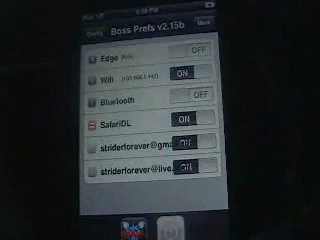 Config
Boss Prefs v2.15b
More
Edge (N/A) OFF
Wifi ON
Bluetooth OFF
SafariDL ON
striderforever@gma ON
striderforever@live. ON